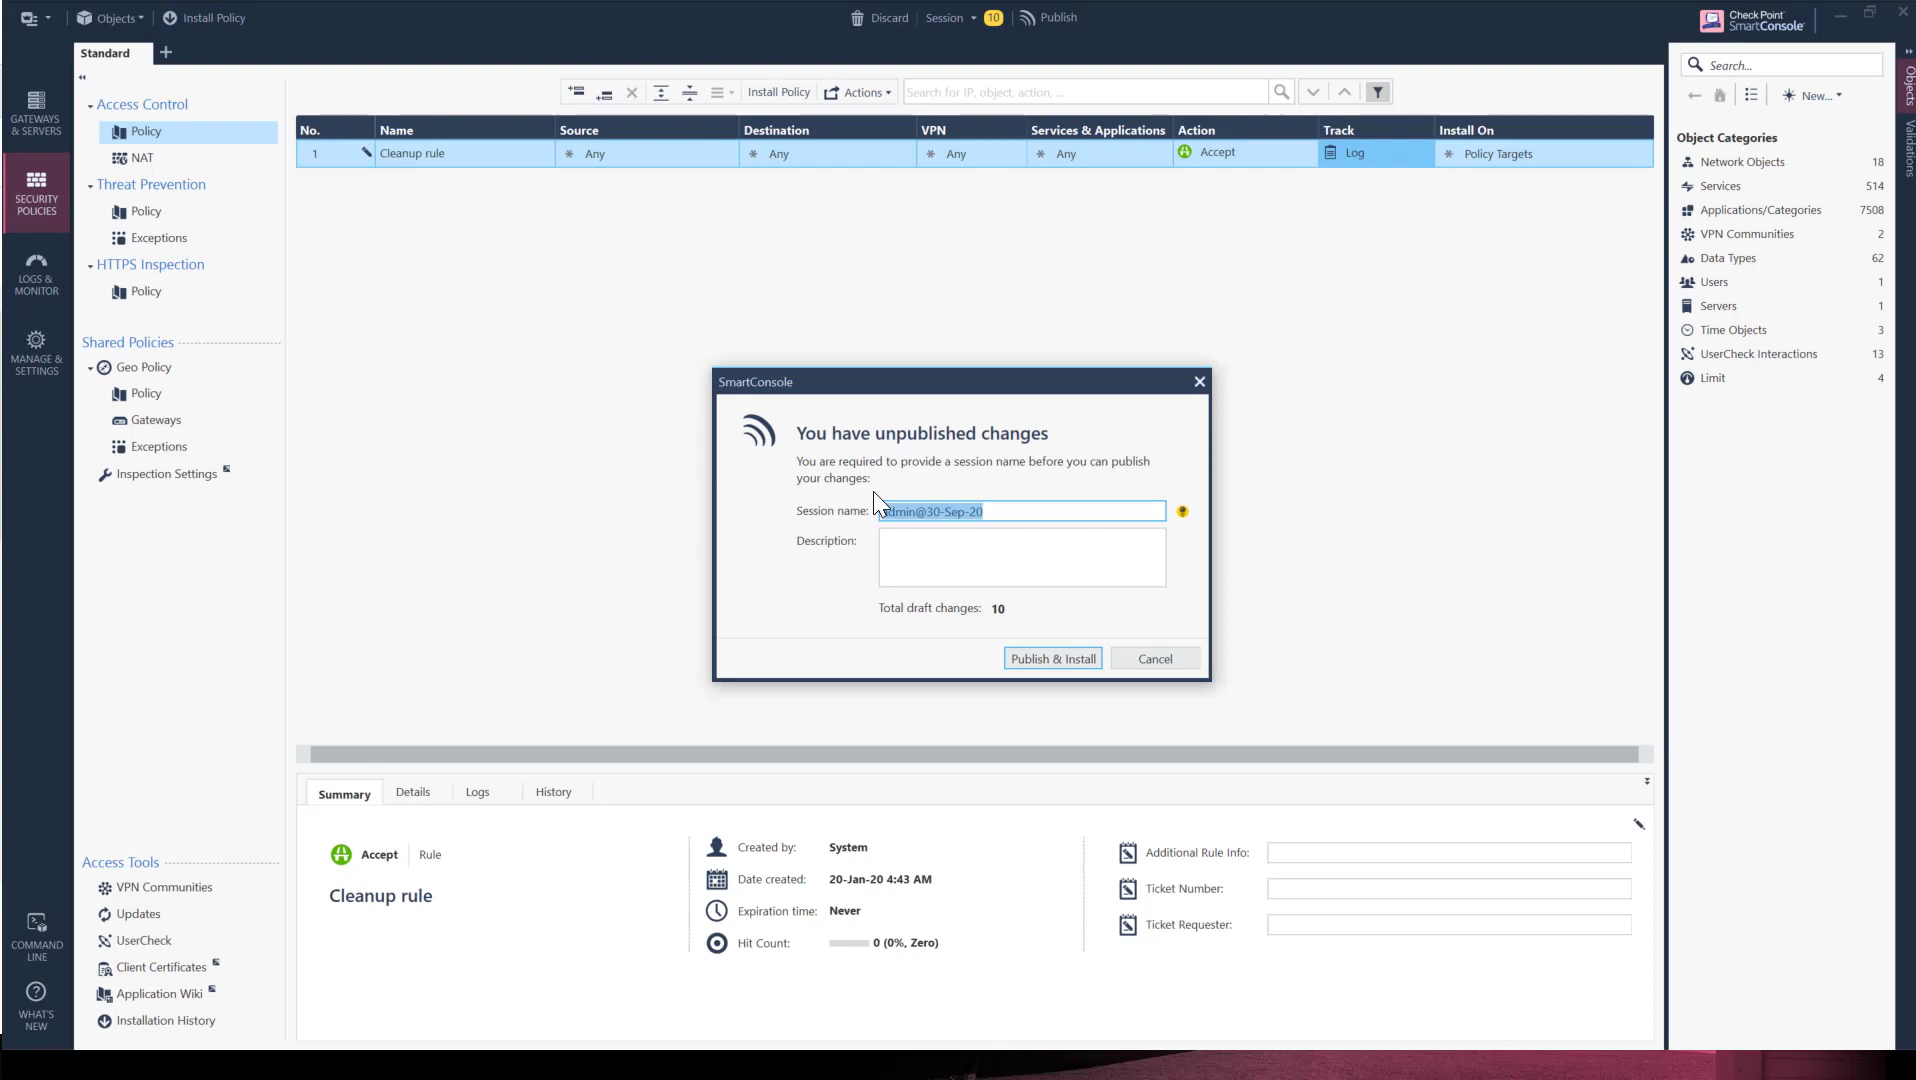 Objects
Install Policy
Discard
Session
10
Publish
Check Point
SmartConsole
Standard
GATEWAYS
& SERVERS
SECURITY
POLICIES
LOGS &
MONITOR
MANAGE &
SETTINGS
COMMAND
LINE
WHAT'S
NEW
Access Control
Policy
NAT
Threat Prevention
Policy
Exceptions
HTTPS Inspection
Policy
Shared Policies
Geo Policy
Policy
Gateways
Exceptions
Inspection Settings
Access Tools
VPN Communities
Updates
UserCheck
Client Certificates
Application Wiki
Installation History
Install Policy
Actions
Search for IP, object, action, ...
No. Name Source Destination VPN Services & Applications Action Track Install On
1 Cleanup rule Any Any Any Any Accept Log Policy Targets
SmartConsole
You have unpublished changes
You are required to provide a session name before you can publish
your changes:
Session name: admin@30-Sep-20
Description:
Total draft changes: 10
Publish & Install
Cancel
Summary
Details
Logs
History
Accept
Rule
Cleanup rule
Created by: System
Date created: 20-Jan-20 4:43 AM
Expiration time: Never
Hit Count: 0 (0%, Zero)
Additional Rule Info:
Ticket Number:
Ticket Requester:
Search...
New...
Object Categories
Network Objects 18
Services 514
Applications/Categories 7508
VPN Communities 2
Data Types 62
Users 1
Servers 1
Time Objects 3
UserCheck Interactions 13
Limit 4
Objects
Validations